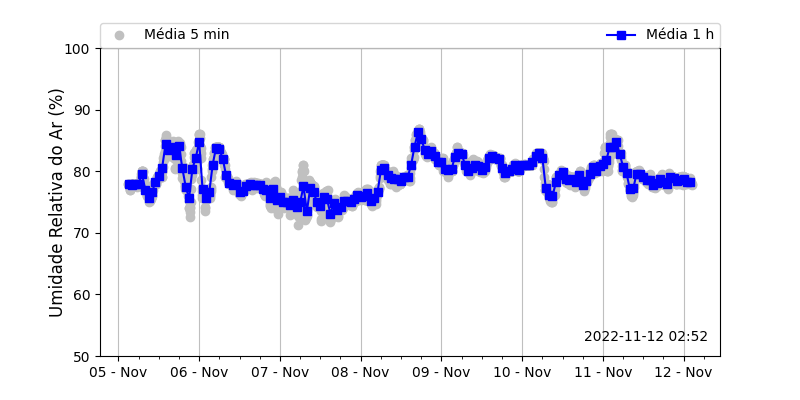 Média 5 min
Média 1 h
Umidade Relativa do Ar (%)
100
90
80
70
60
50
2022-11-12 02:52
05 - Nov
06 - Nov
07 - Nov
08 - Nov
09 - Nov
10 - Nov
11 - Nov
12 - Nov